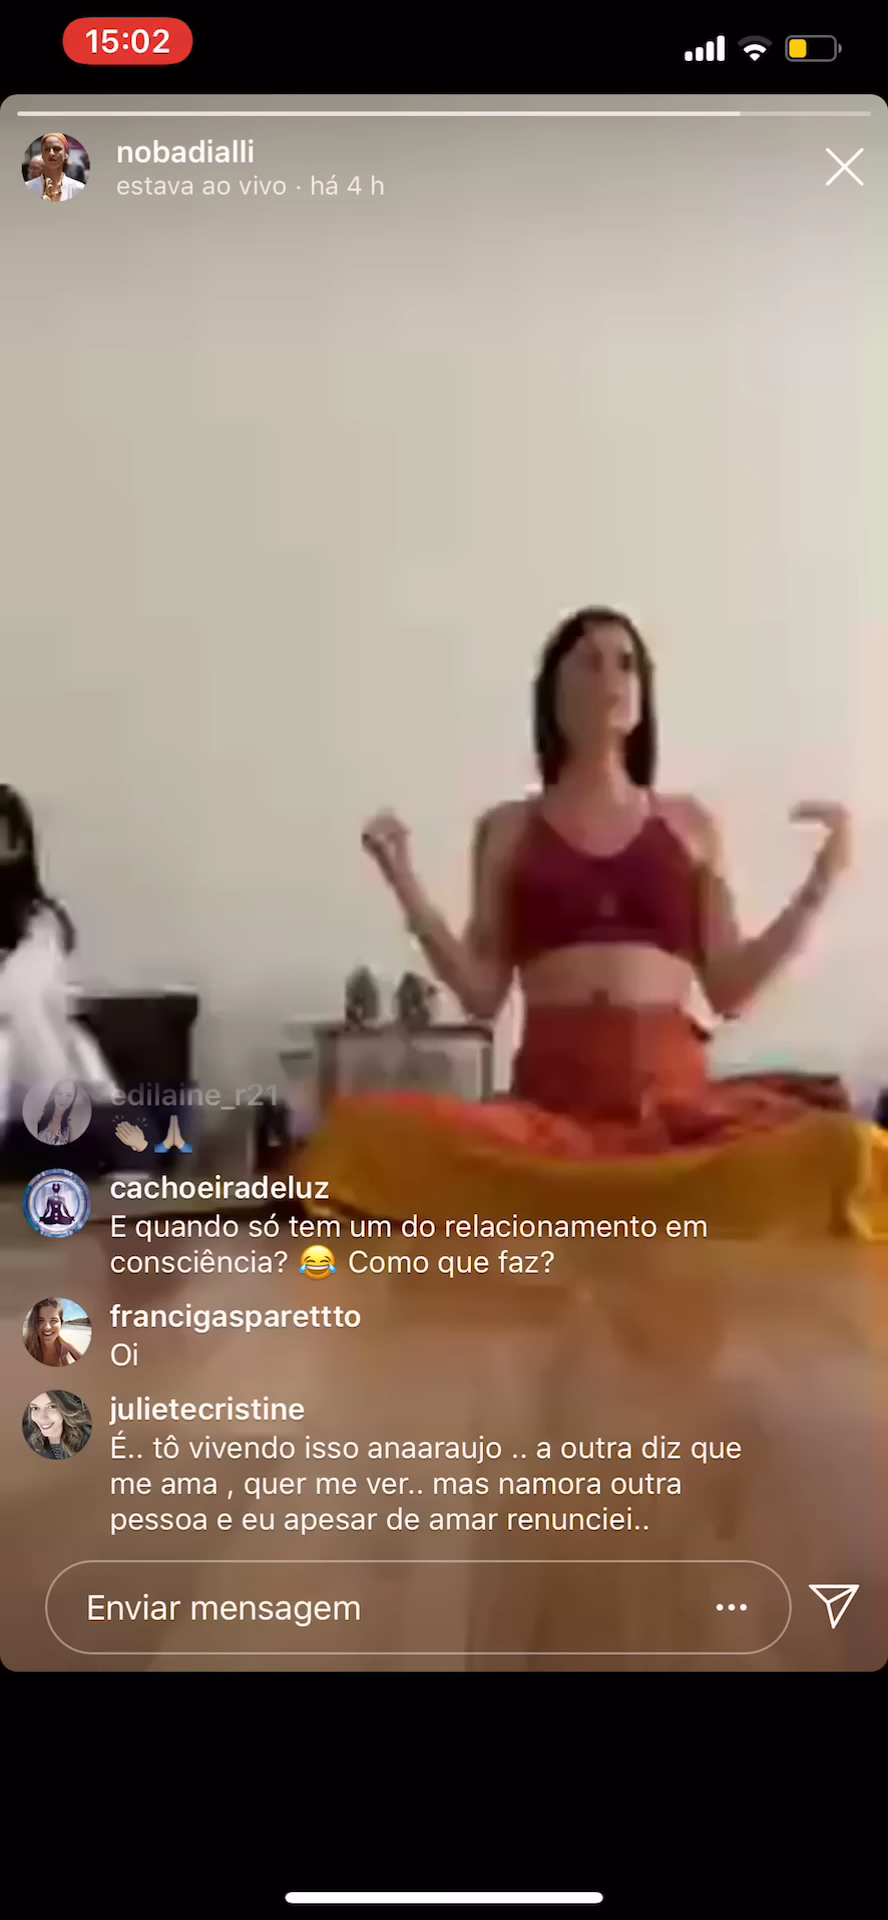 15:02
nobadialli
estava ao vivo · há 4 h
edilaine_r21
👏🏼🙏🏼
cachoeiradeluz
E quando só tem um do relacionamento em
consciência? 😂 Como que faz?
francigasparettto
Oi
julietecristine
É.. tô vivendo isso anaaraujo .. a outra diz que
me ama , quer me ver.. mas namora outra
pessoa e eu apesar de amar renunciei..
Enviar mensagem